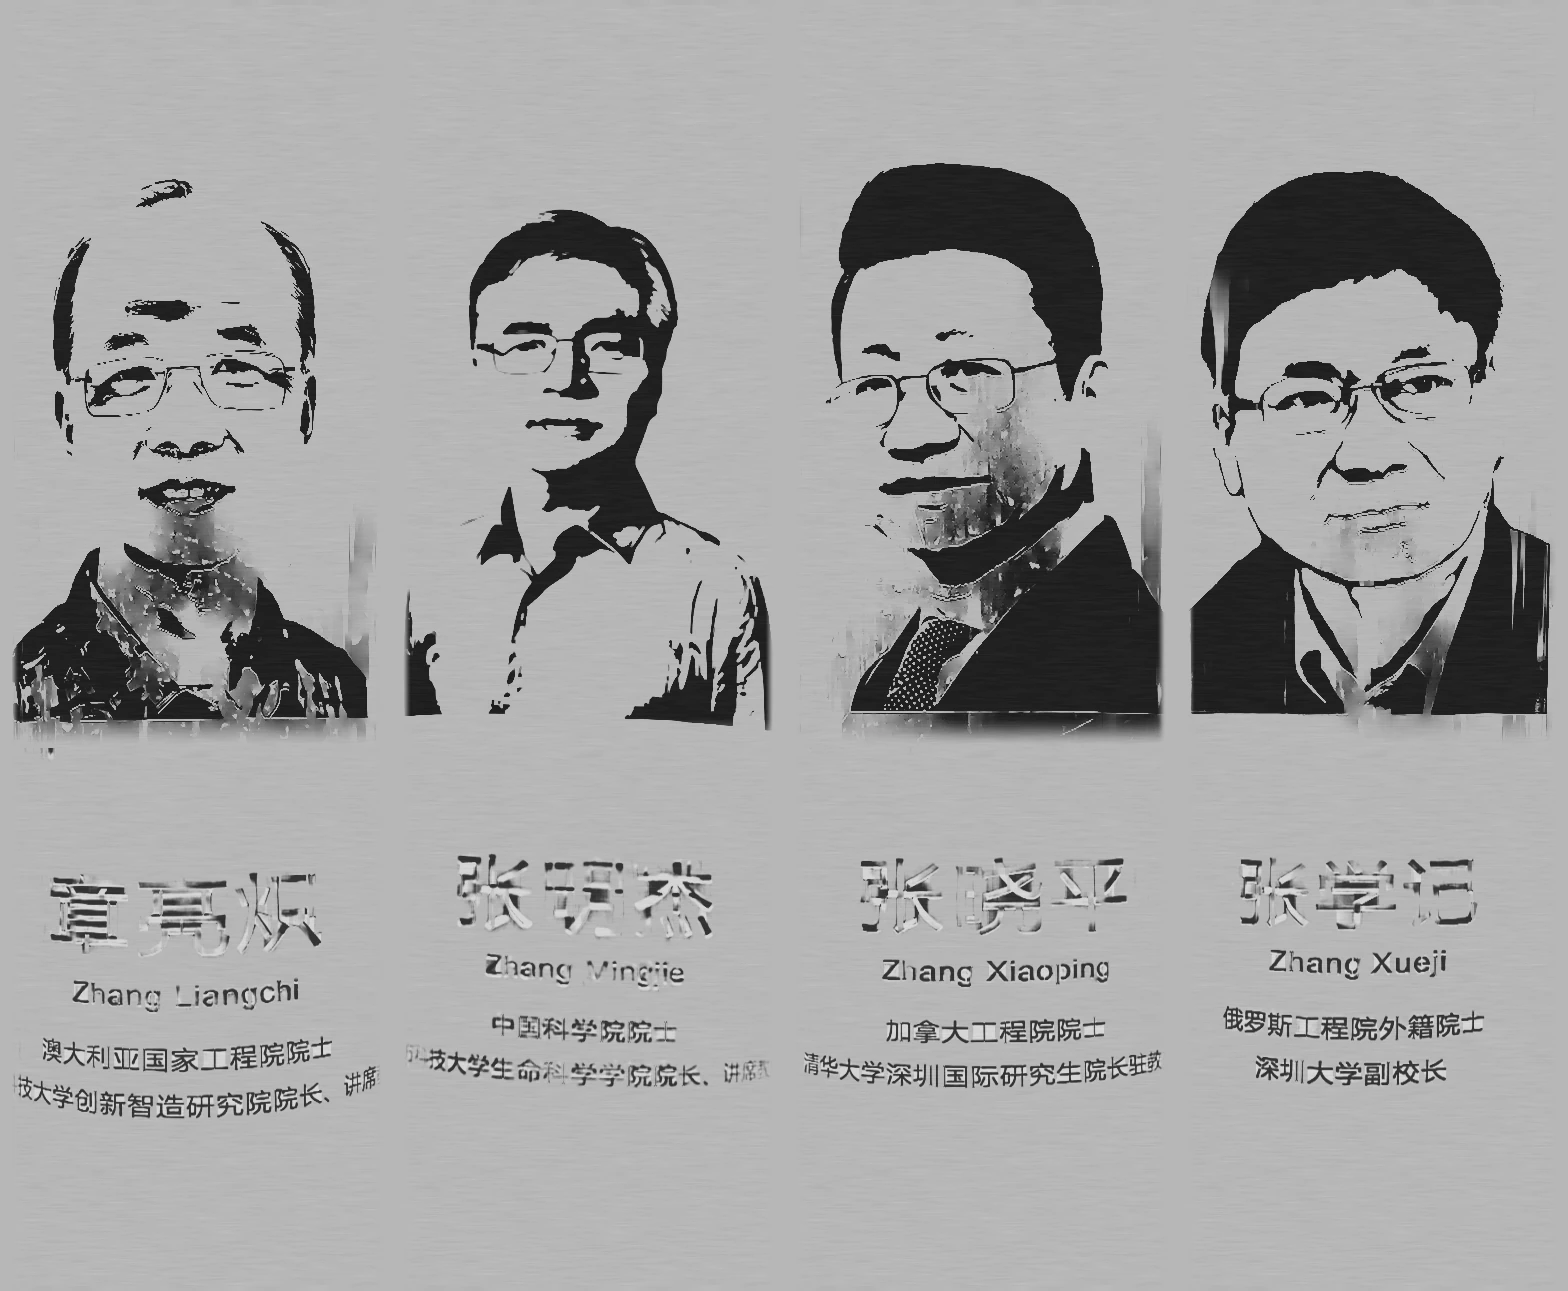 章亮炽
Zhang Liangchi
澳大利亚国家工程院院士
技大学创新智造研究院院长、讲席
张明杰
Zhang Mingjie
中国科学院院士
科技大学生命科学学院院长、讲席教
张晓平
Zhang Xiaoping
加拿大工程院院士
清华大学深圳国际研究生院长驻教
张学记
Zhang Xueji
俄罗斯工程院外籍院士
深圳大学副校长